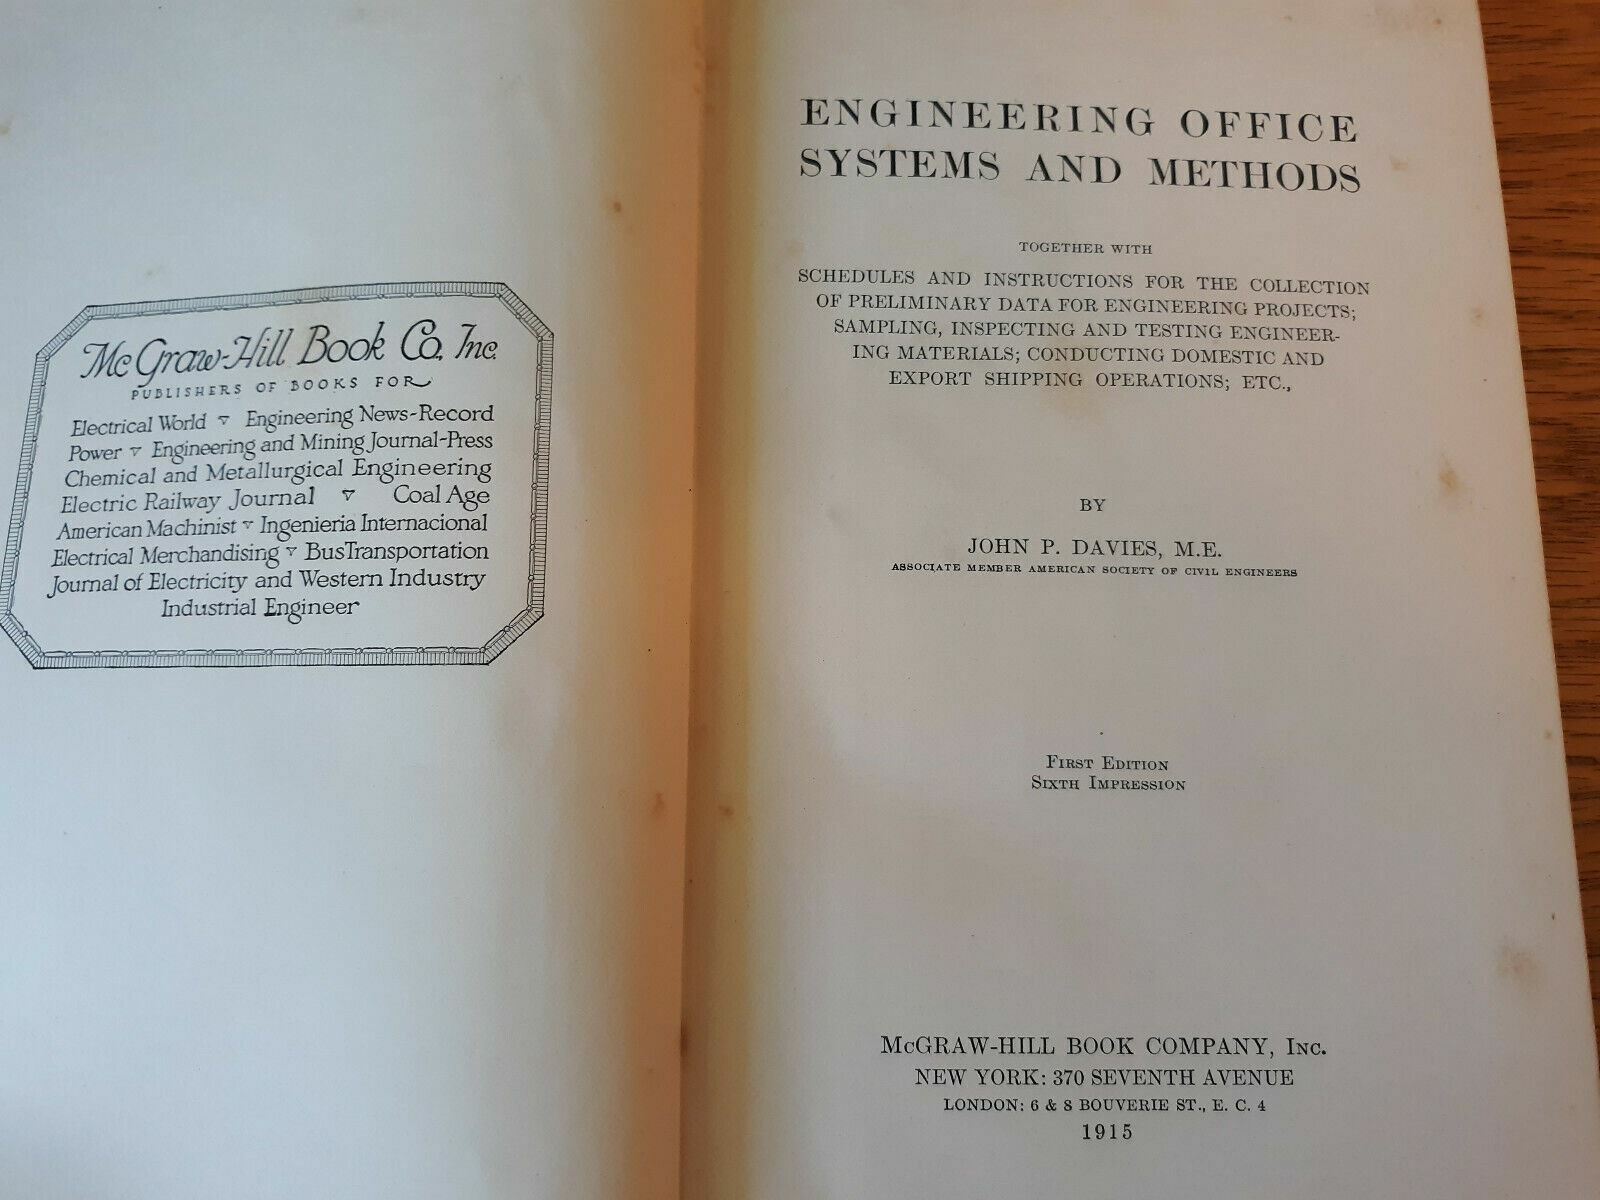 McGraw-Hill Book Co., Inc.
PUBLISHERS OF BOOKS FOR
Electrical World ▿ Engineering News-Record
Power ▿ Engineering and Mining Journal-Press
Chemical and Metallurgical Engineering
Electric Railway Journal ▿ Coal Age
American Machinist ▿ Ingenieria Internacional
Electrical Merchandising ▿ Bus Transportation
Journal of Electricity and Western Industry
Industrial Engineer
ENGINEERING OFFICE
SYSTEMS AND METHODS
TOGETHER WITH
SCHEDULES AND INSTRUCTIONS FOR THE COLLECTION
OF PRELIMINARY DATA FOR ENGINEERING PROJECTS;
SAMPLING, INSPECTING AND TESTING ENGINEER-
ING MATERIALS; CONDUCTING DOMESTIC AND
EXPORT SHIPPING OPERATIONS; ETC.,
BY
JOHN P. DAVIES, M.E.
ASSOCIATE MEMBER AMERICAN SOCIETY OF CIVIL ENGINEERS
First Edition
Sixth Impression
McGRAW-HILL BOOK COMPANY, Inc.
NEW YORK: 370 SEVENTH AVENUE
LONDON: 6 & 8 BOUVERIE ST., E. C. 4
1915